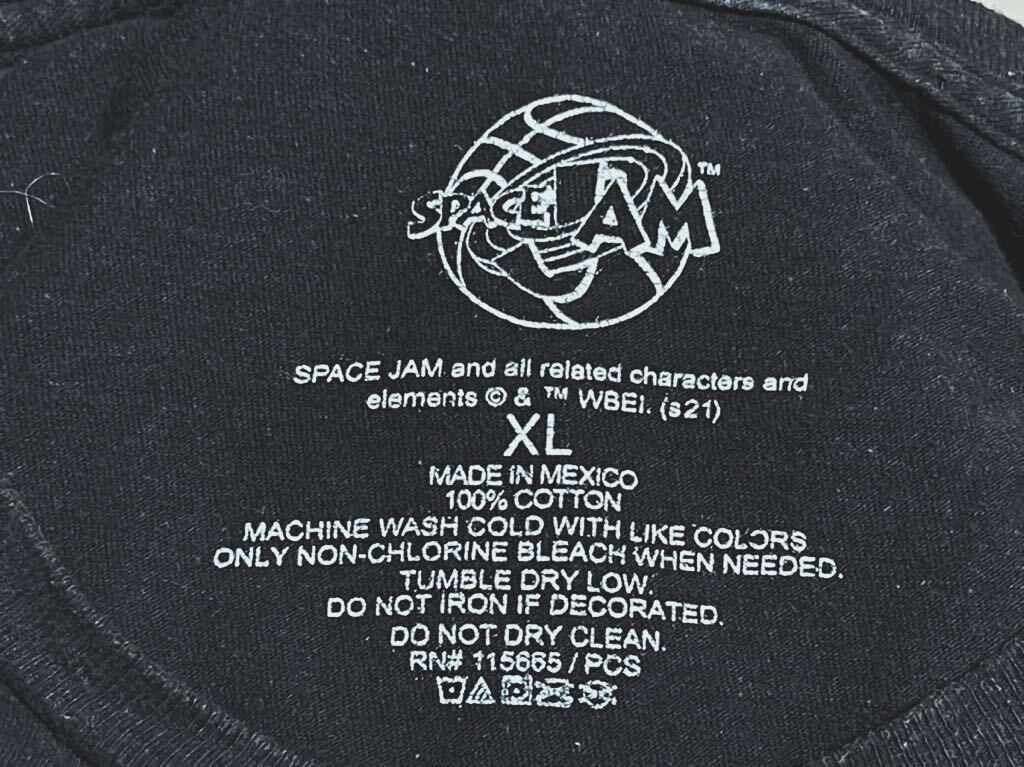 SPACE JAM™
SPACE JAM and all related characters and
elements © & ™ WBEI. (s21)
XL
MADE IN MEXICO
100% COTTON
MACHINE WASH COLD WITH LIKE COLORS
ONLY NON-CHLORINE BLEACH WHEN NEEDED.
TUMBLE DRY LOW.
DO NOT IRON IF DECORATED.
DO NOT DRY CLEAN.
RN# 115665 / PCS